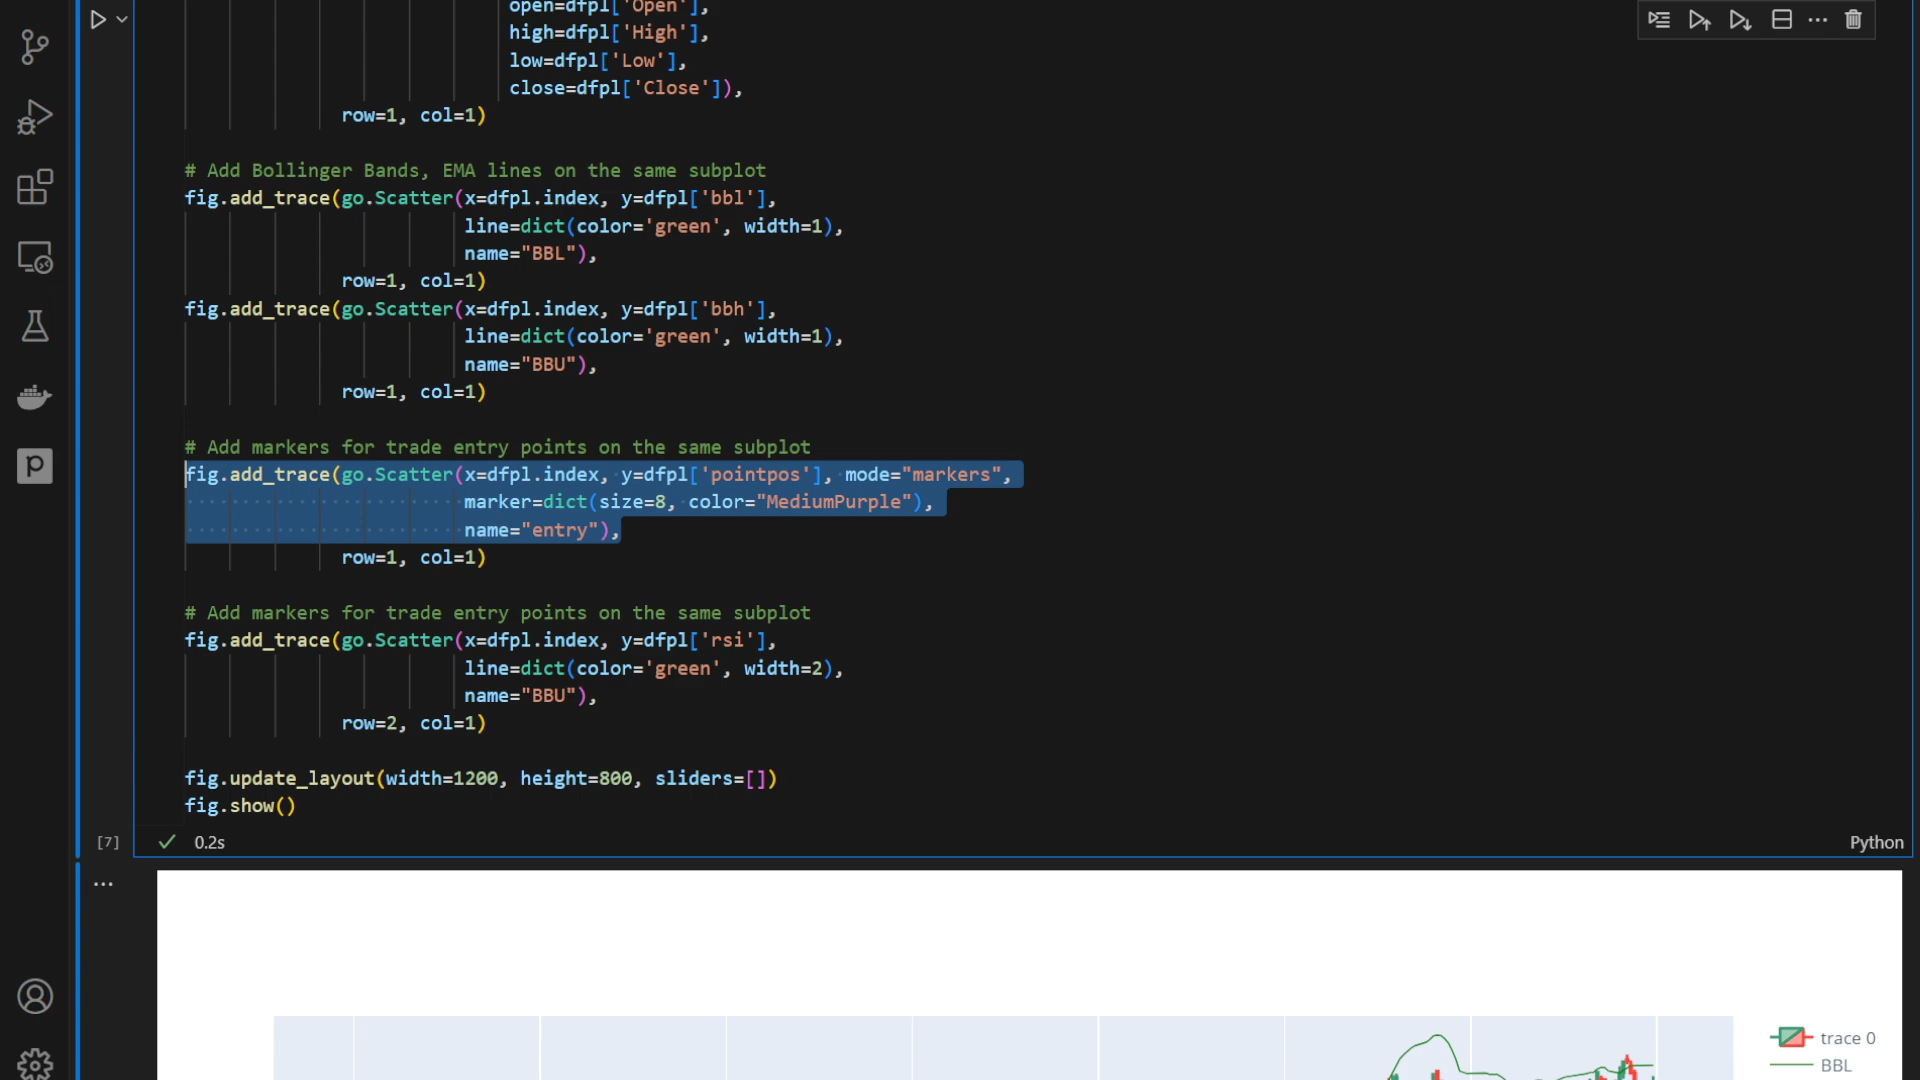 open=dfpl['Open'],
high=dfpl['High'],
low=dfpl['Low'],
close=dfpl['Close']),
row=1, col=1)
# Add Bollinger Bands, EMA lines on the same subplot
fig.add_trace(go.Scatter(x=dfpl.index, y=dfpl['bbl'],
line=dict(color='green', width=1),
name="BBL"),
row=1, col=1)
fig.add_trace(go.Scatter(x=dfpl.index, y=dfpl['bbh'],
line=dict(color='green', width=1),
name="BBU"),
row=1, col=1)
# Add markers for trade entry points on the same subplot
fig.add_trace(go.Scatter(x=dfpl.index, y=dfpl['pointpos'], mode="markers",
marker=dict(size=8, color="MediumPurple"),
name="entry"),
row=1, col=1)
# Add markers for trade entry points on the same subplot
fig.add_trace(go.Scatter(x=dfpl.index, y=dfpl['rsi'],
line=dict(color='green', width=2),
name="BBU"),
row=2, col=1)
fig.update_layout(width=1200, height=800, sliders=[])
fig.show()
[7] 0.2s Python
trace 0
BBL